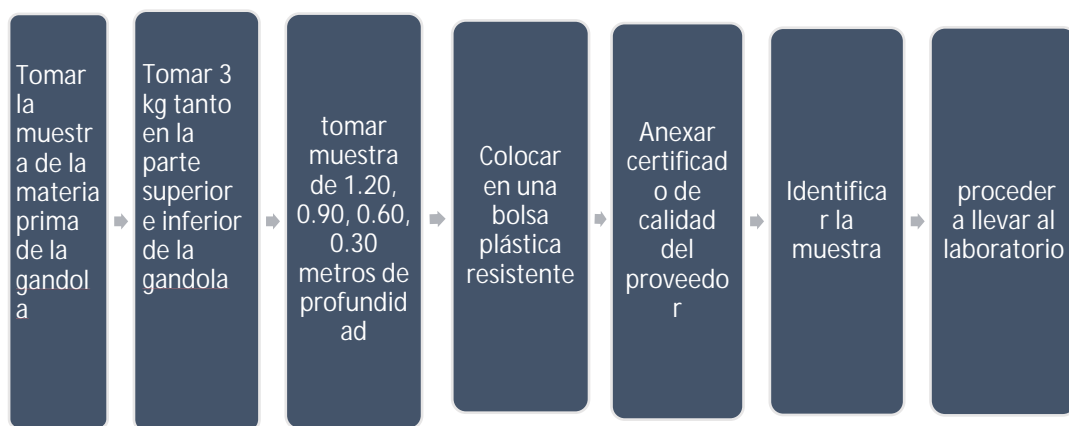 Tomar
la
muestr
a de la
materia
prima
de la
gandol
a
Tomar 3
kg tanto
en la
parte
superior
e inferior
de la
gandola
tomar
muestra
de 1.20,
0.90, 0.60,
0.30
metros de
profundid
ad
Colocar
en una
bolsa
plástica
resistente
Anexar
certificad
o de
calidad
del
proveedo
r
Identifica
r la
muestra
proceder
a llevar al
laboratorio